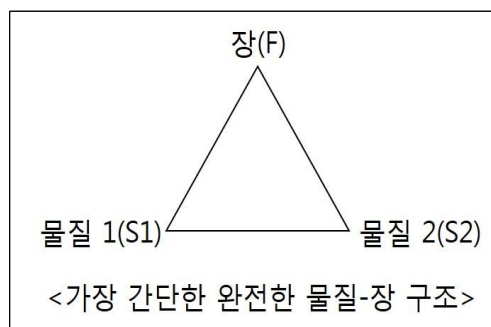 장(F)
물질 1(S1) 물질 2(S2)
<가장 간단한 완전한 물질-장 구조>